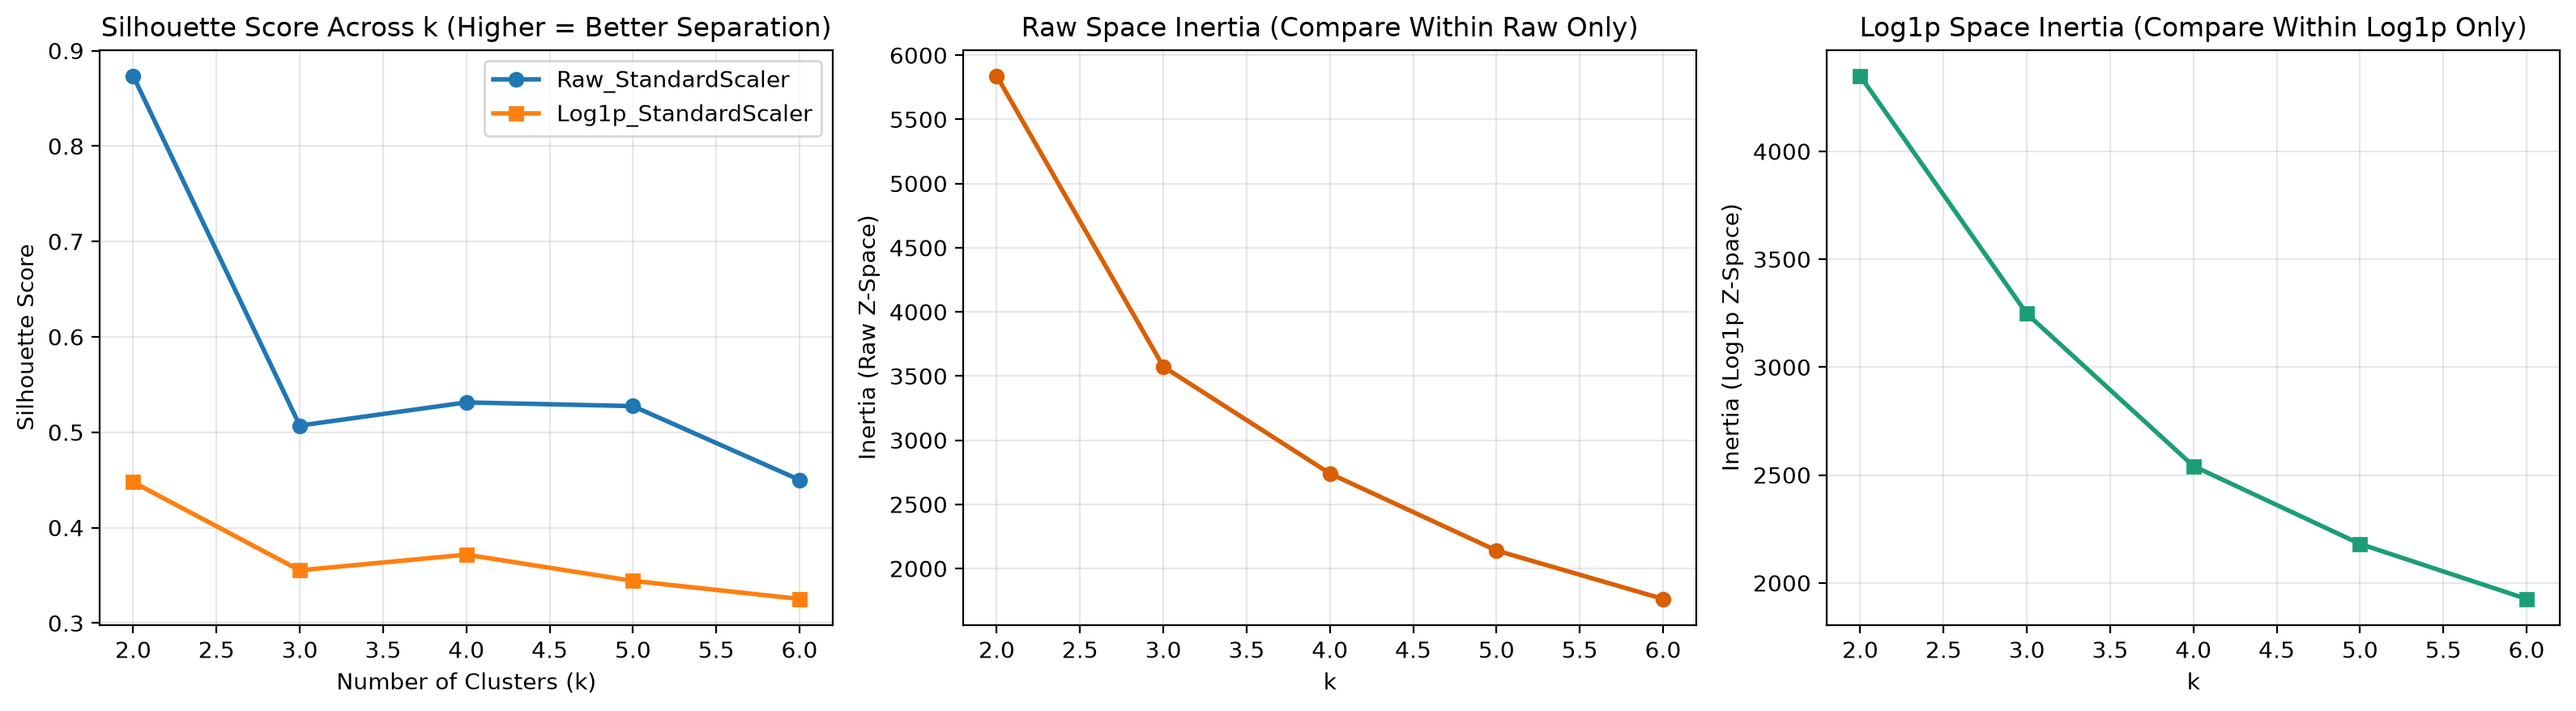 Silhouette Score Across k (Higher = Better Separation)
Silhouette Score
0.9
0.8
0.7
0.6
0.5
0.4
0.3
Raw_StandardScaler
Log1p_StandardScaler
2.0 2.5 3.0 3.5 4.0 4.5 5.0 5.5 6.0
Number of Clusters (k)
Raw Space Inertia (Compare Within Raw Only)
Inertia (Raw Z-Space)
6000
5500
5000
4500
4000
3500
3000
2500
2000
2.0 2.5 3.0 3.5 4.0 4.5 5.0 5.5 6.0
k
Log1p Space Inertia (Compare Within Log1p Only)
Inertia (Log1p Z-Space)
4000
3500
3000
2500
2000
2.0 2.5 3.0 3.5 4.0 4.5 5.0 5.5 6.0
k